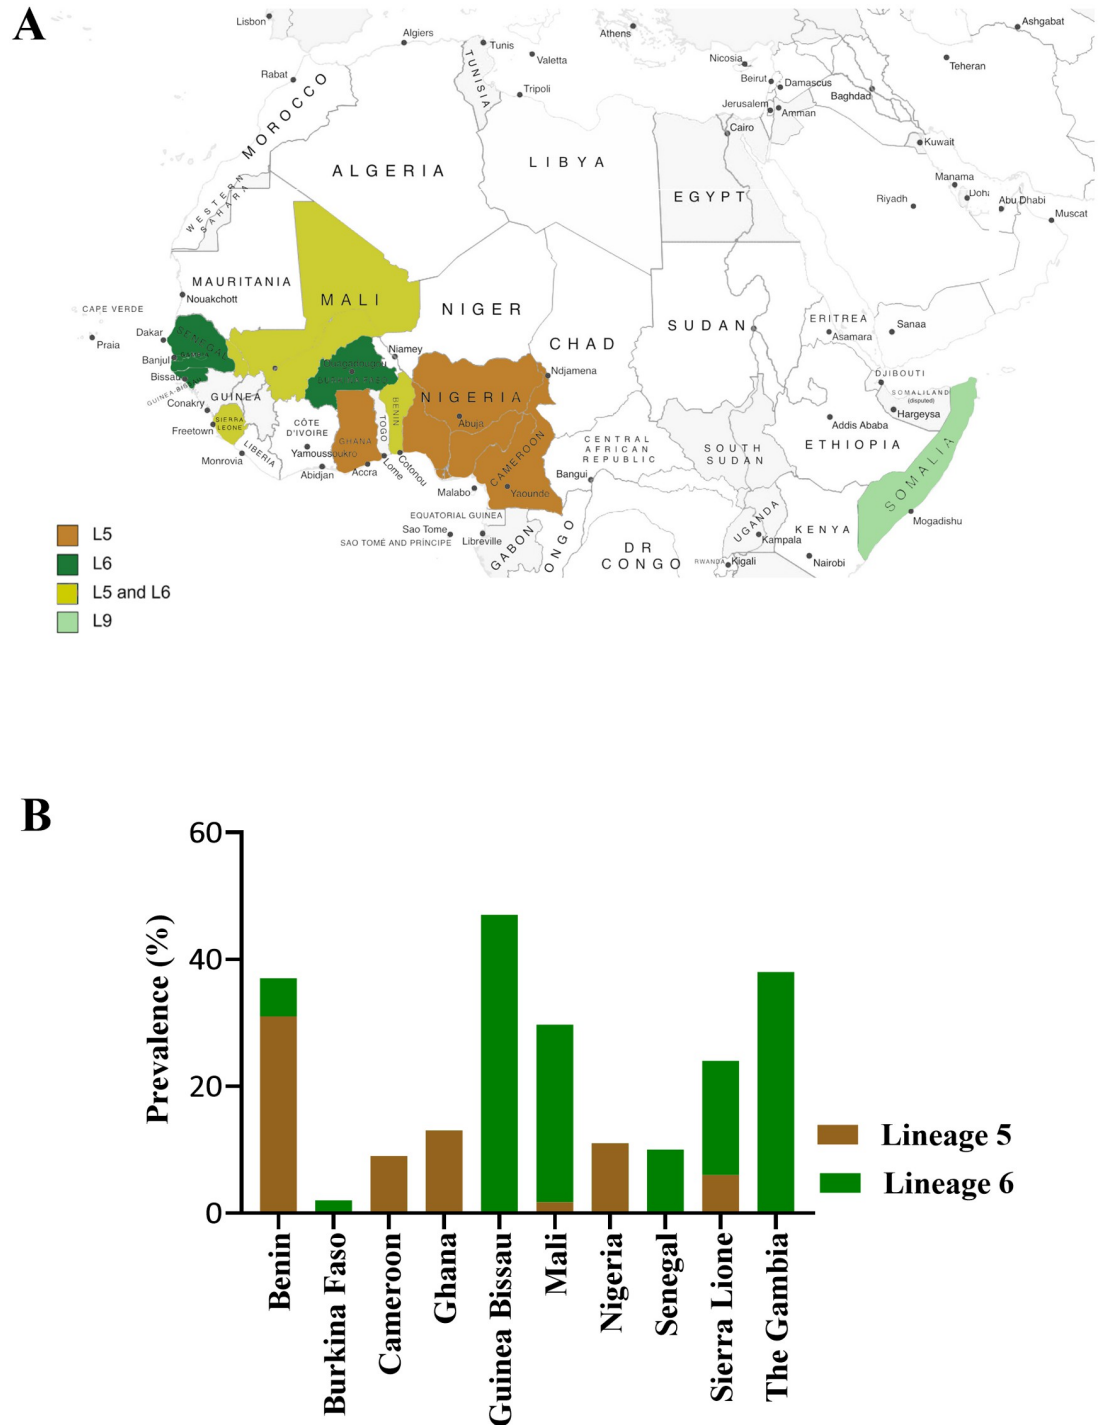 A
Lisbon
Algiers
Tunis
Athens
Ashgabat
Nicosia
Valetta
Teheran
Rabat
TUNISIA
Tripoli
Beirut
Damascus
Baghdad
Jerusalem
Amman
MOROCCO
Cairo
Kuwait
ALGERIA
LIBYA
EGYPT
Manama
Doha
Abu Dhabi
Riyadh
Muscat
WESTERN
SAHARA
MAURITANIA
Nouakchott
MALI
NIGER
CHAD
SUDAN
ERITREA
Asmara
Sanaa
CAPE VERDE
Praia
Dakar
SENEGAL
Banjul
Bissau
GUINEA-BISSAU
Niamey
Ndjamena
DJIBOUTI
SOMALILAND
(disputed)
Hargeysa
GUINEA
Conakry
Freetown
SIERRA
LEONE
Monrovia
LIBERIA
CÔTE
D'IVOIRE
Yamoussoukro
Abidjan
GHANA
Accra
TOGO
Lome
BENIN
Cotonou
NIGERIA
Abuja
CAMEROON
Yaounde
Malabo
CENTRAL
AFRICAN
REPUBLIC
Bangui
SOUTH
SUDAN
Addis Ababa
ETHIOPIA
SOMALIA
Mogadishu
EQUATORIAL GUINEA
Sao Tome
SAO TOMÉ AND PRÍNCIPE
Libreville
GABON
ONGO
DR
CONGO
UGANDA
Kampala
RWANDA
Kigali
KENYA
Nairobi
L5
L6
L5 and L6
L9
B
Prevalence (%)
60
40
20
0
Benin
Burkina Faso
Cameroon
Ghana
Guinea Bissau
Mali
Nigeria
Senegal
Sierra Lione
The Gambia
Lineage 5
Lineage 6